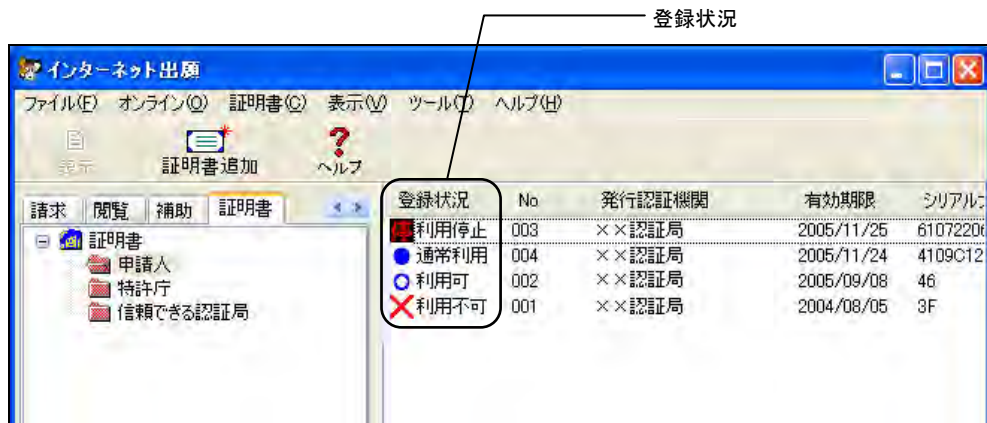 登録状況
インターネット出願
ファイル(F) オンライン(O) 証明書(C) 表示(V) ツール(T) ヘルプ(H)
表示 証明書追加 ヘルプ
請求 閲覧 補助 証明書
証明書
申請人
特許庁
信頼できる認証局
登録状況 No 発行認証機関 有効期限 シリアル
利用停止 003 ××認証局 2005/11/25 6107220
通常利用 004 ××認証局 2005/11/24 4109C12
利用可 002 ××認証局 2005/09/08 46
利用不可 001 ××認証局 2004/08/05 3F